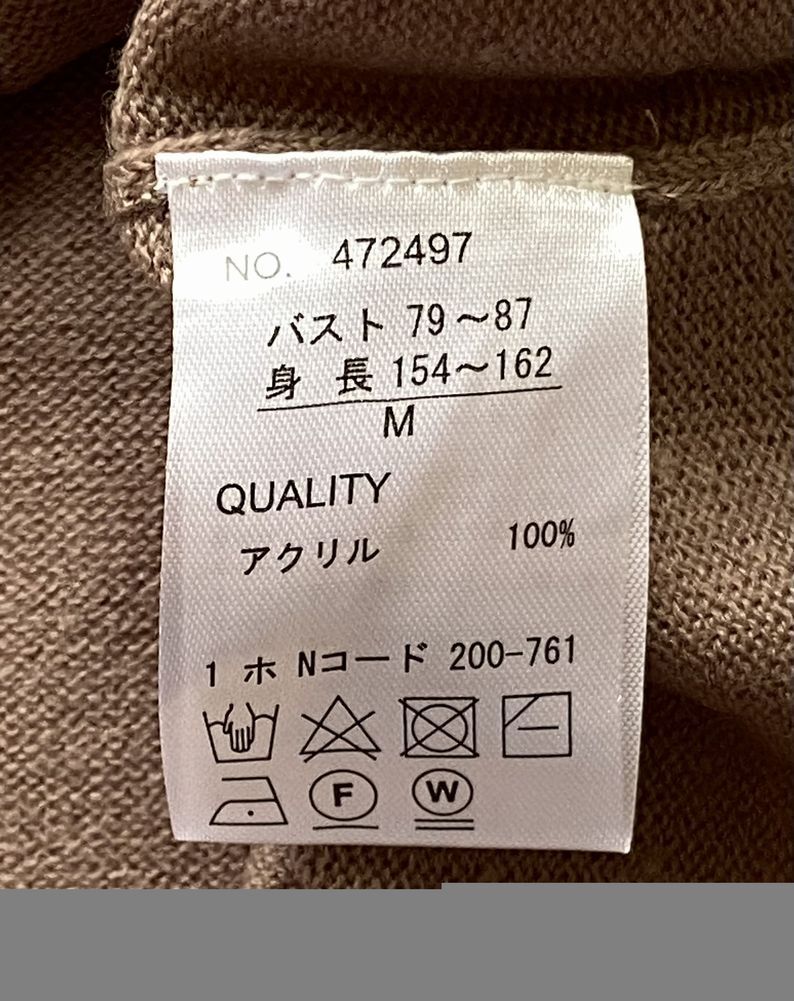 NO. 472497
バスト 79～87
身 長 154～162
M
QUALITY
アクリル 100%
1 ホ Nコード 200-761
F W